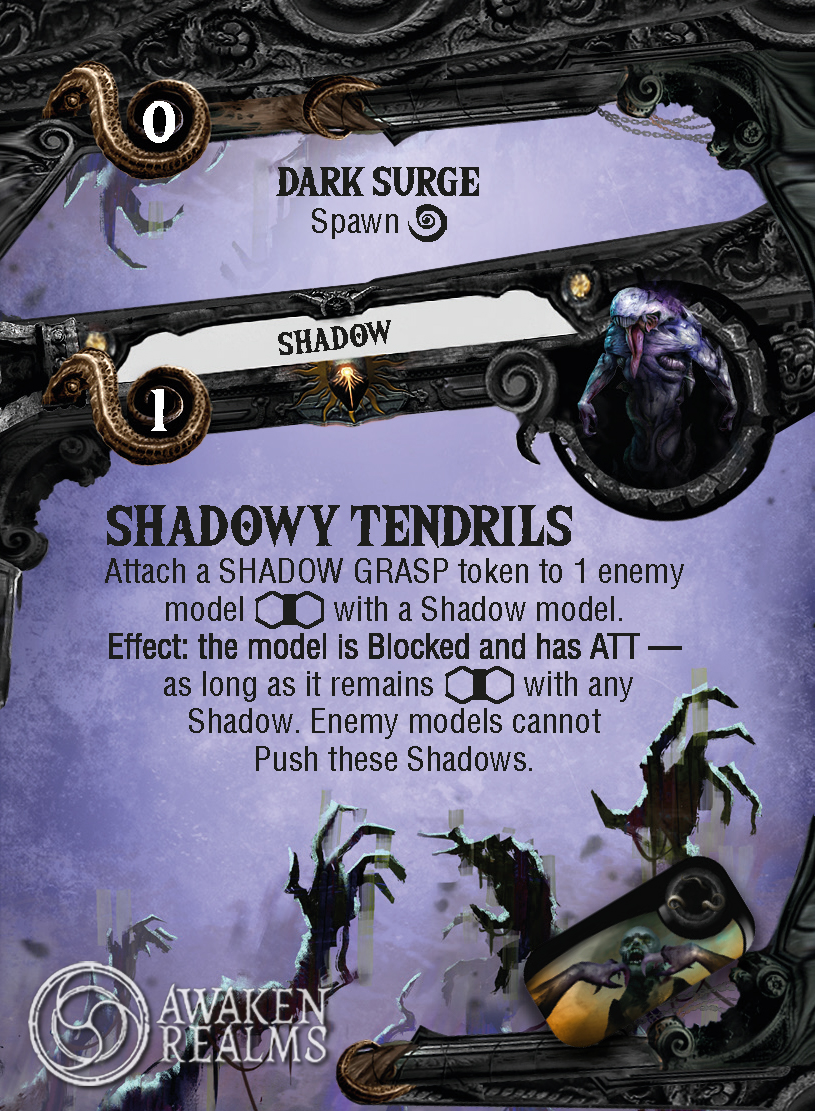 0
DARK SURGE
Spawn
SHADOW
1
SHADOWY TENDRILS
Attach a SHADOW GRASP token to 1 enemy
model with a Shadow model.
Effect: the model is Blocked and has ATT —
as long as it remains with any
Shadow. Enemy models cannot
Push these Shadows.
AWAKEN
REALMS